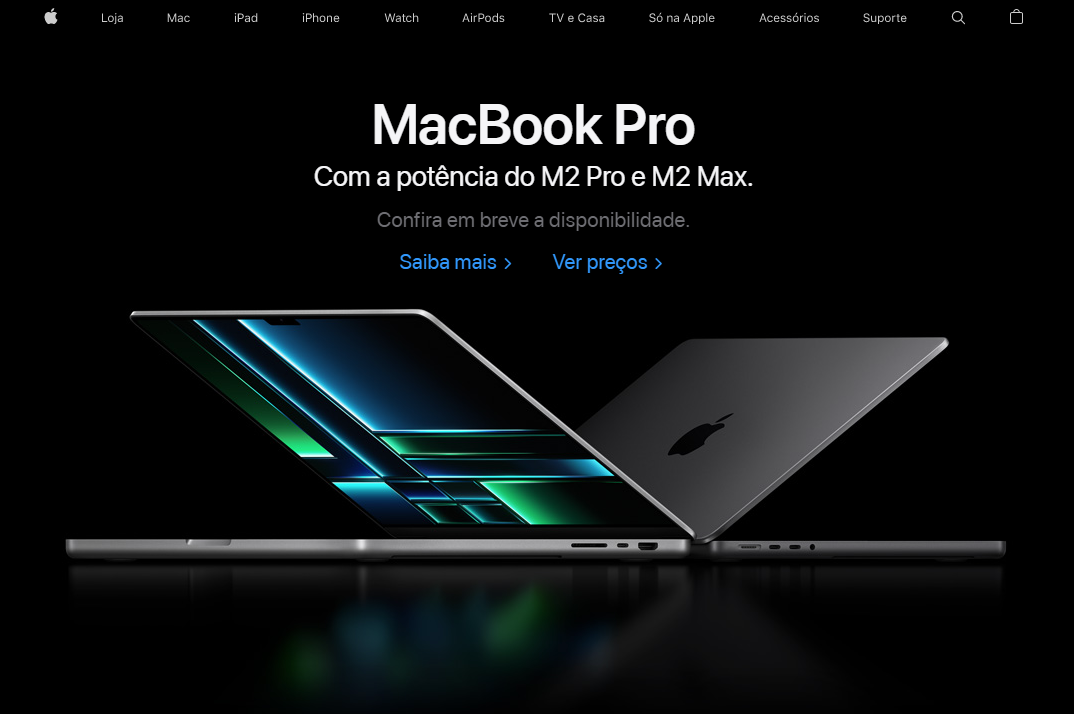 Loja Mac iPad iPhone Watch AirPods TV e Casa Só na Apple Acessórios Suporte
MacBook Pro
Com a potência do M2 Pro e M2 Max.
Confira em breve a disponibilidade.
Saiba mais > Ver preços >